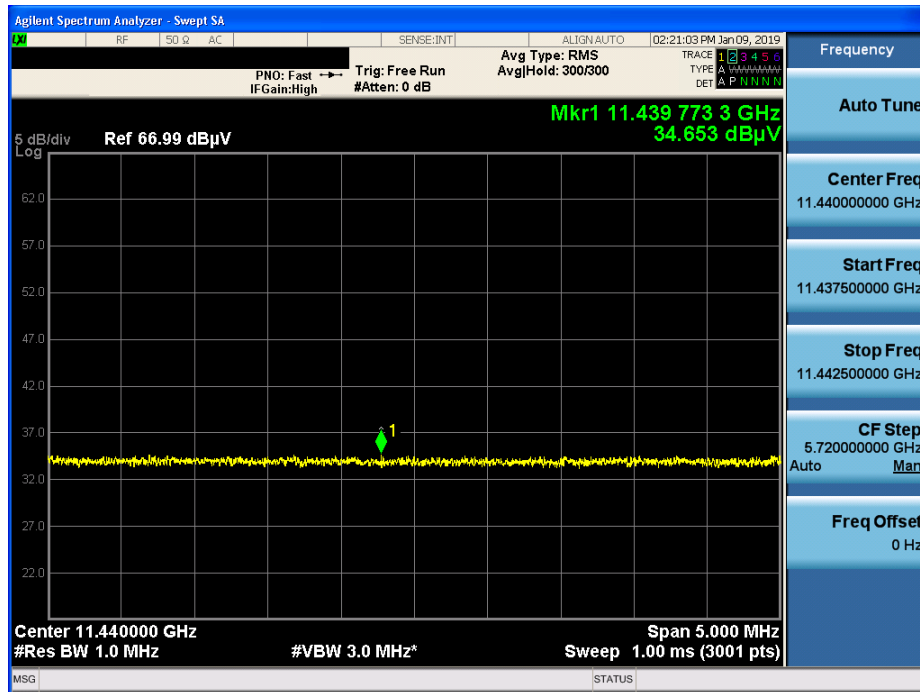 Agilent Spectrum Analyzer - Swept SA
LXI RF 50 Ω AC SENSE:INT ALIGN AUTO 02:21:03 PM Jan 09, 2019
PNO: Fast
IFGain:High
Trig: Free Run
#Atten: 0 dB
Avg Type: RMS
Avg|Hold: 300/300
TRACE 1 2 3 4 5 6
TYPE A WWWWW
DET A P N N N N
Mkr1 11.439 773 3 GHz
34.653 dBµV
5 dB/div
Log
Ref 66.99 dBµV
62.0
57.0
52.0
47.0
42.0
37.0
32.0
27.0
22.0
1
Center 11.440000 GHz
#Res BW 1.0 MHz
#VBW 3.0 MHz*
Span 5.000 MHz
Sweep 1.00 ms (3001 pts)
MSG
STATUS
Frequency
Auto Tune
Center Freq
11.440000000 GHz
Start Freq
11.437500000 GHz
Stop Freq
11.442500000 GHz
CF Step
5.720000000 GHz
Auto Man
Freq Offset
0 Hz